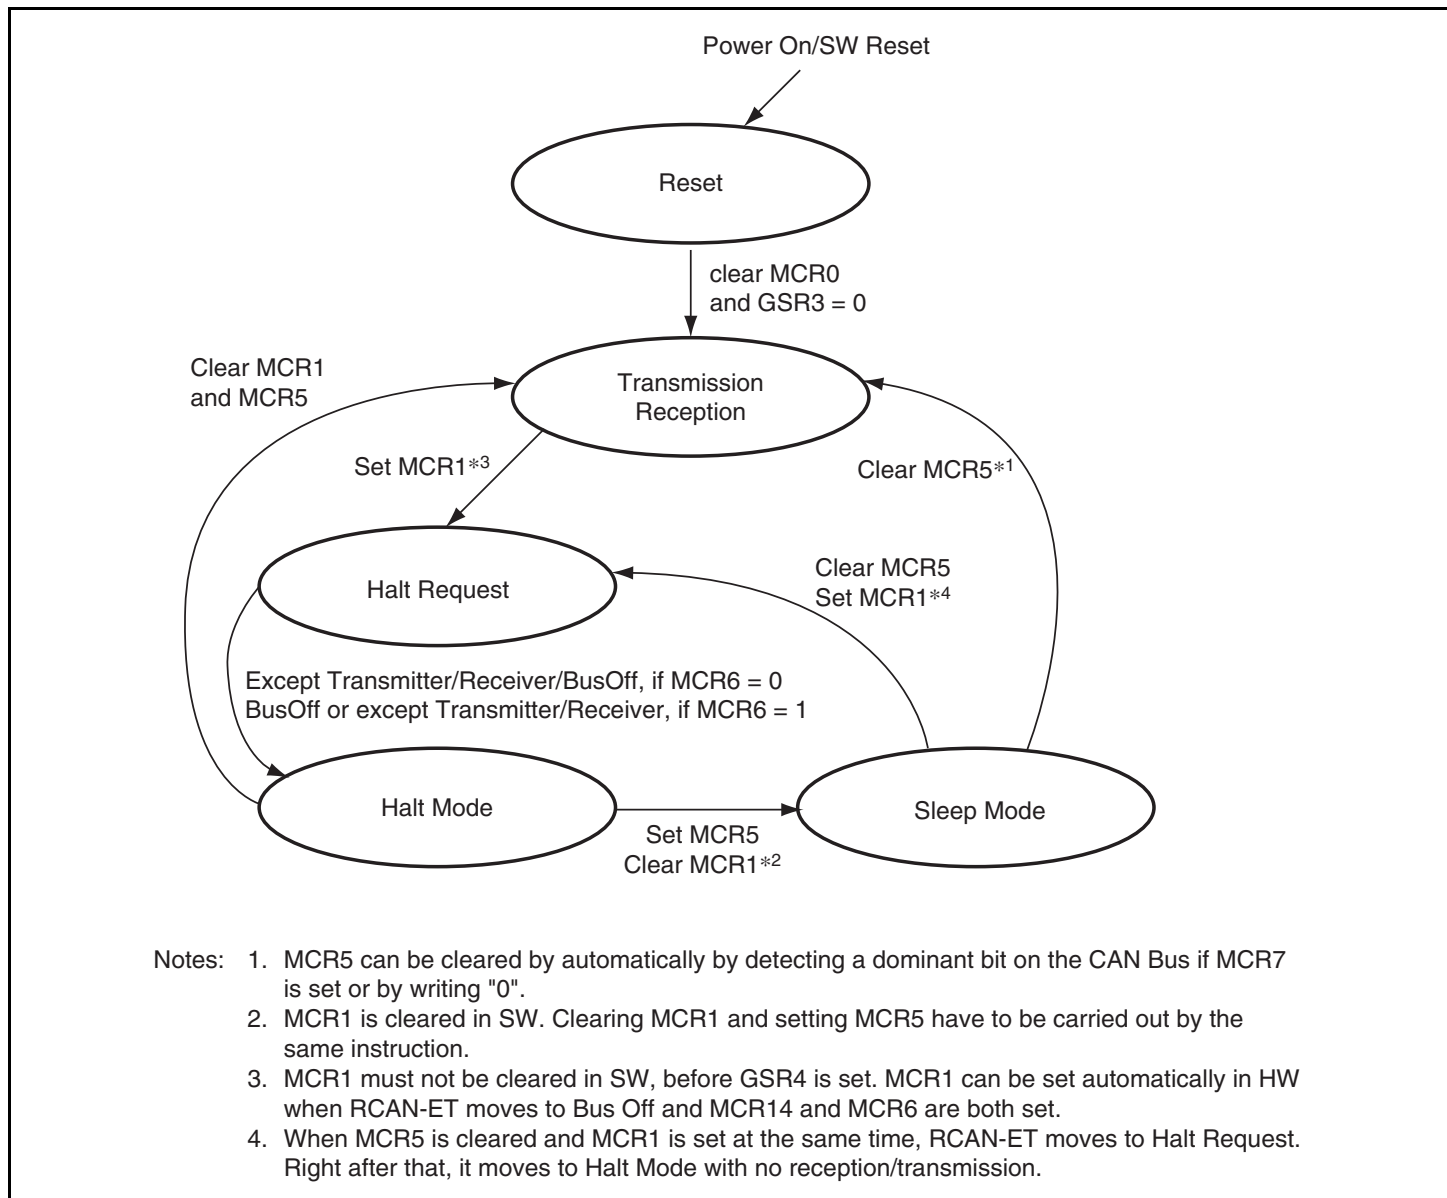 Power On/SW Reset
Reset
clear MCR0
and GSR3 = 0
Clear MCR1
and MCR5
Transmission
Reception
Set MCR1*3
Clear MCR5*1
Halt Request
Clear MCR5
Set MCR1*4
Except Transmitter/Receiver/BusOff, if MCR6 = 0
BusOff or except Transmitter/Receiver, if MCR6 = 1
Halt Mode
Sleep Mode
Set MCR5
Clear MCR1*2
Notes: 1. MCR5 can be cleared by automatically by detecting a dominant bit on the CAN Bus if MCR7
is set or by writing "0".
2. MCR1 is cleared in SW. Clearing MCR1 and setting MCR5 have to be carried out by the
same instruction.
3. MCR1 must not be cleared in SW, before GSR4 is set. MCR1 can be set automatically in HW
when RCAN-ET moves to Bus Off and MCR14 and MCR6 are both set.
4. When MCR5 is cleared and MCR1 is set at the same time, RCAN-ET moves to Halt Request.
Right after that, it moves to Halt Mode with no reception/transmission.